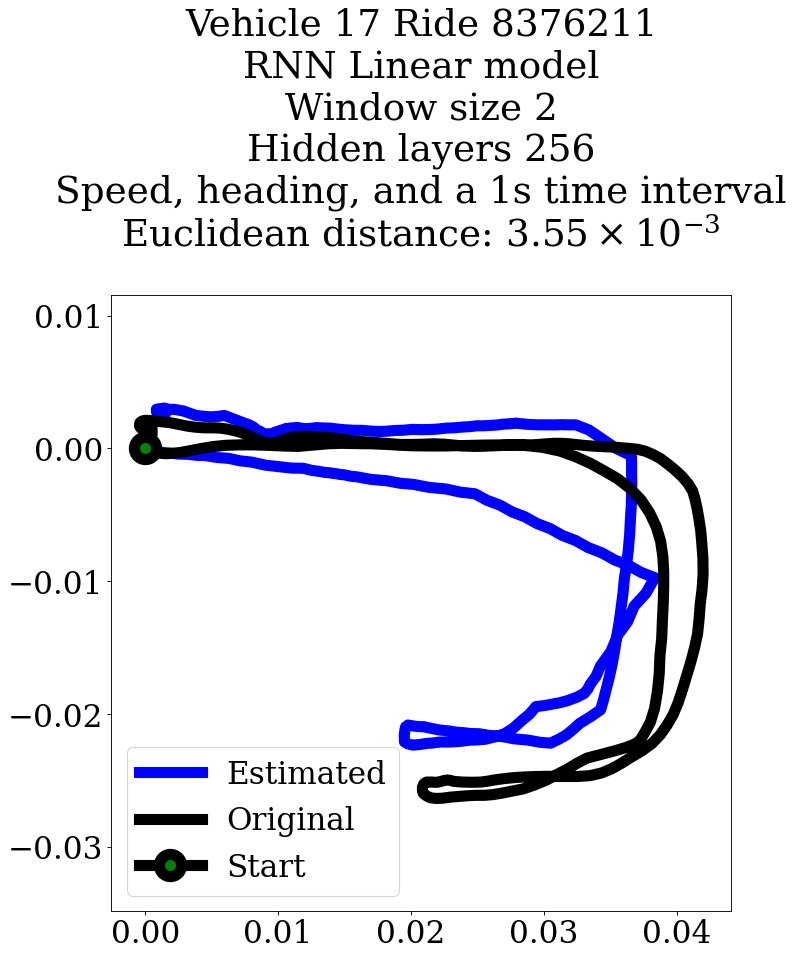 Vehicle 17 Ride 8376211
RNN Linear model
Window size 2
Hidden layers 256
Speed, heading, and a 1s time interval
Euclidean distance: 3.55 × 10⁻³
0.01
0.00
−0.01
−0.02
−0.03
Estimated
Original
Start
0.00 0.01 0.02 0.03 0.04